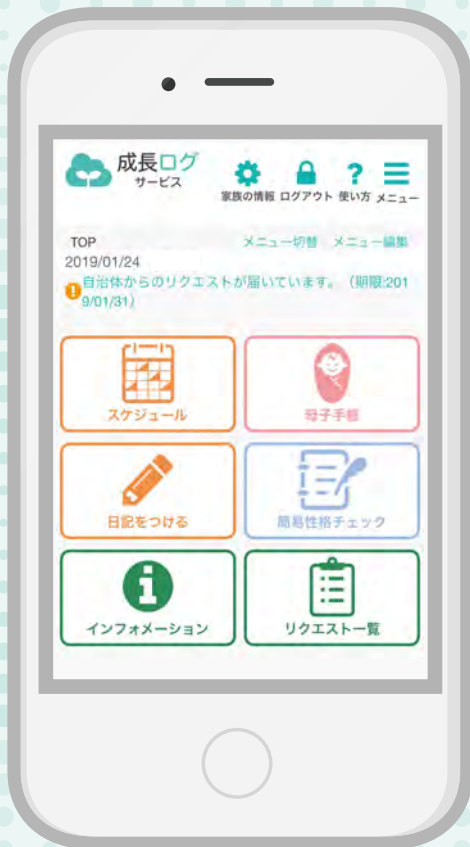 成長ログ
サービス
家族の情報 ログアウト 使い方 メニュー
TOP メニュー切替 メニュー編集
2019/01/24
自治体からのリクエストが届いています。（期限:201
9/01/31）
スケジュール 母子手帳
日記をつける 簡易性格チェック
インフォメーション リクエスト一覧